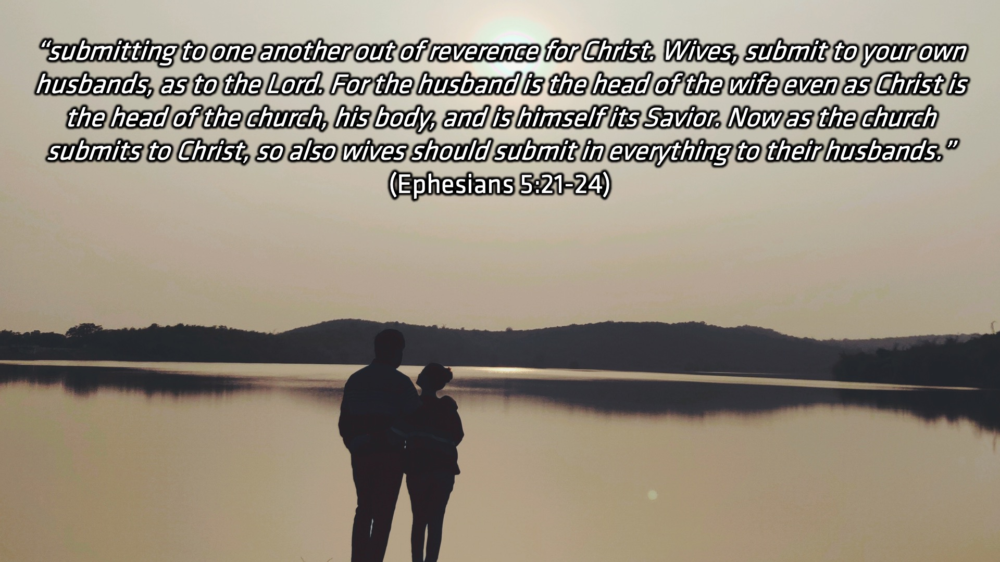 “submitting to one another out of reverence for Christ. Wives, submit to your own
husbands, as to the Lord. For the husband is the head of the wife even as Christ is
the head of the church, his body, and is himself its Savior. Now as the church
submits to Christ, so also wives should submit in everything to their husbands.”
(Ephesians 5:21-24)